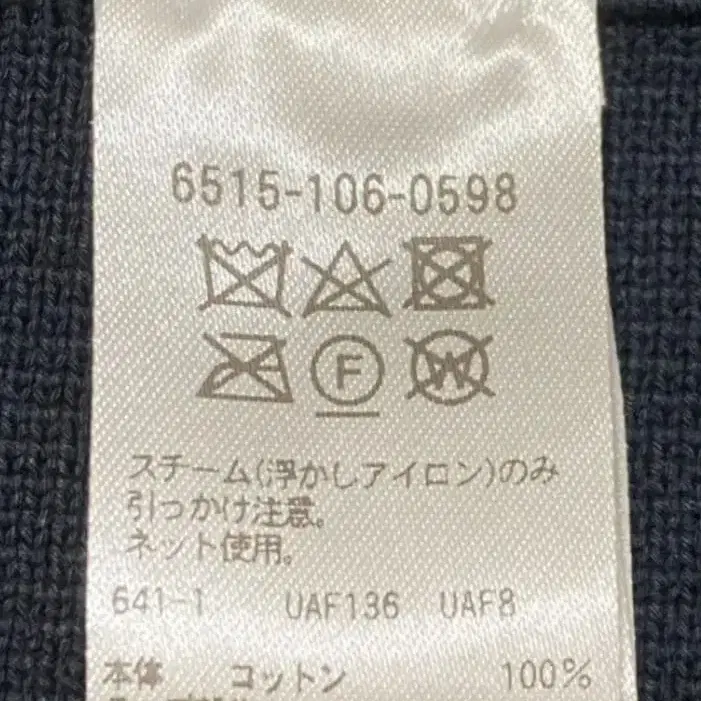 6515-106-0598
F W
スチーム(浮かしアイロン)のみ
引っかけ注意。
ネット使用。
641-1 UAF136 UAF8
本体 コットン 100%